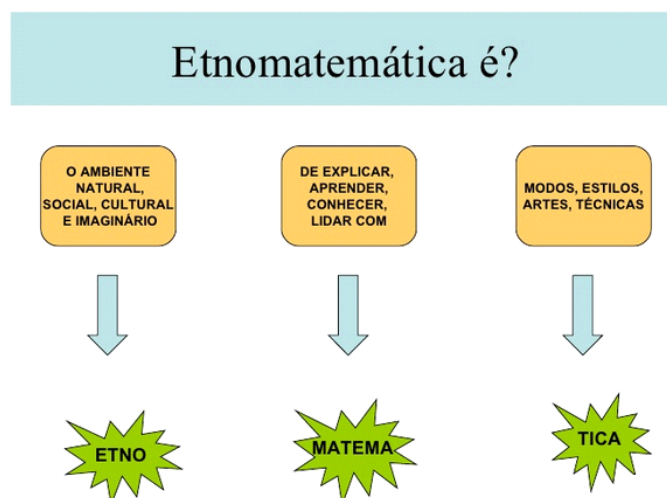 Etnomatemática é?
O AMBIENTE
NATURAL,
SOCIAL, CULTURAL
E IMAGINÁRIO
DE EXPLICAR,
APRENDER,
CONHECER,
LIDAR COM
MODOS, ESTILOS,
ARTES, TÉCNICAS
ETNO
MATEMA
TICA